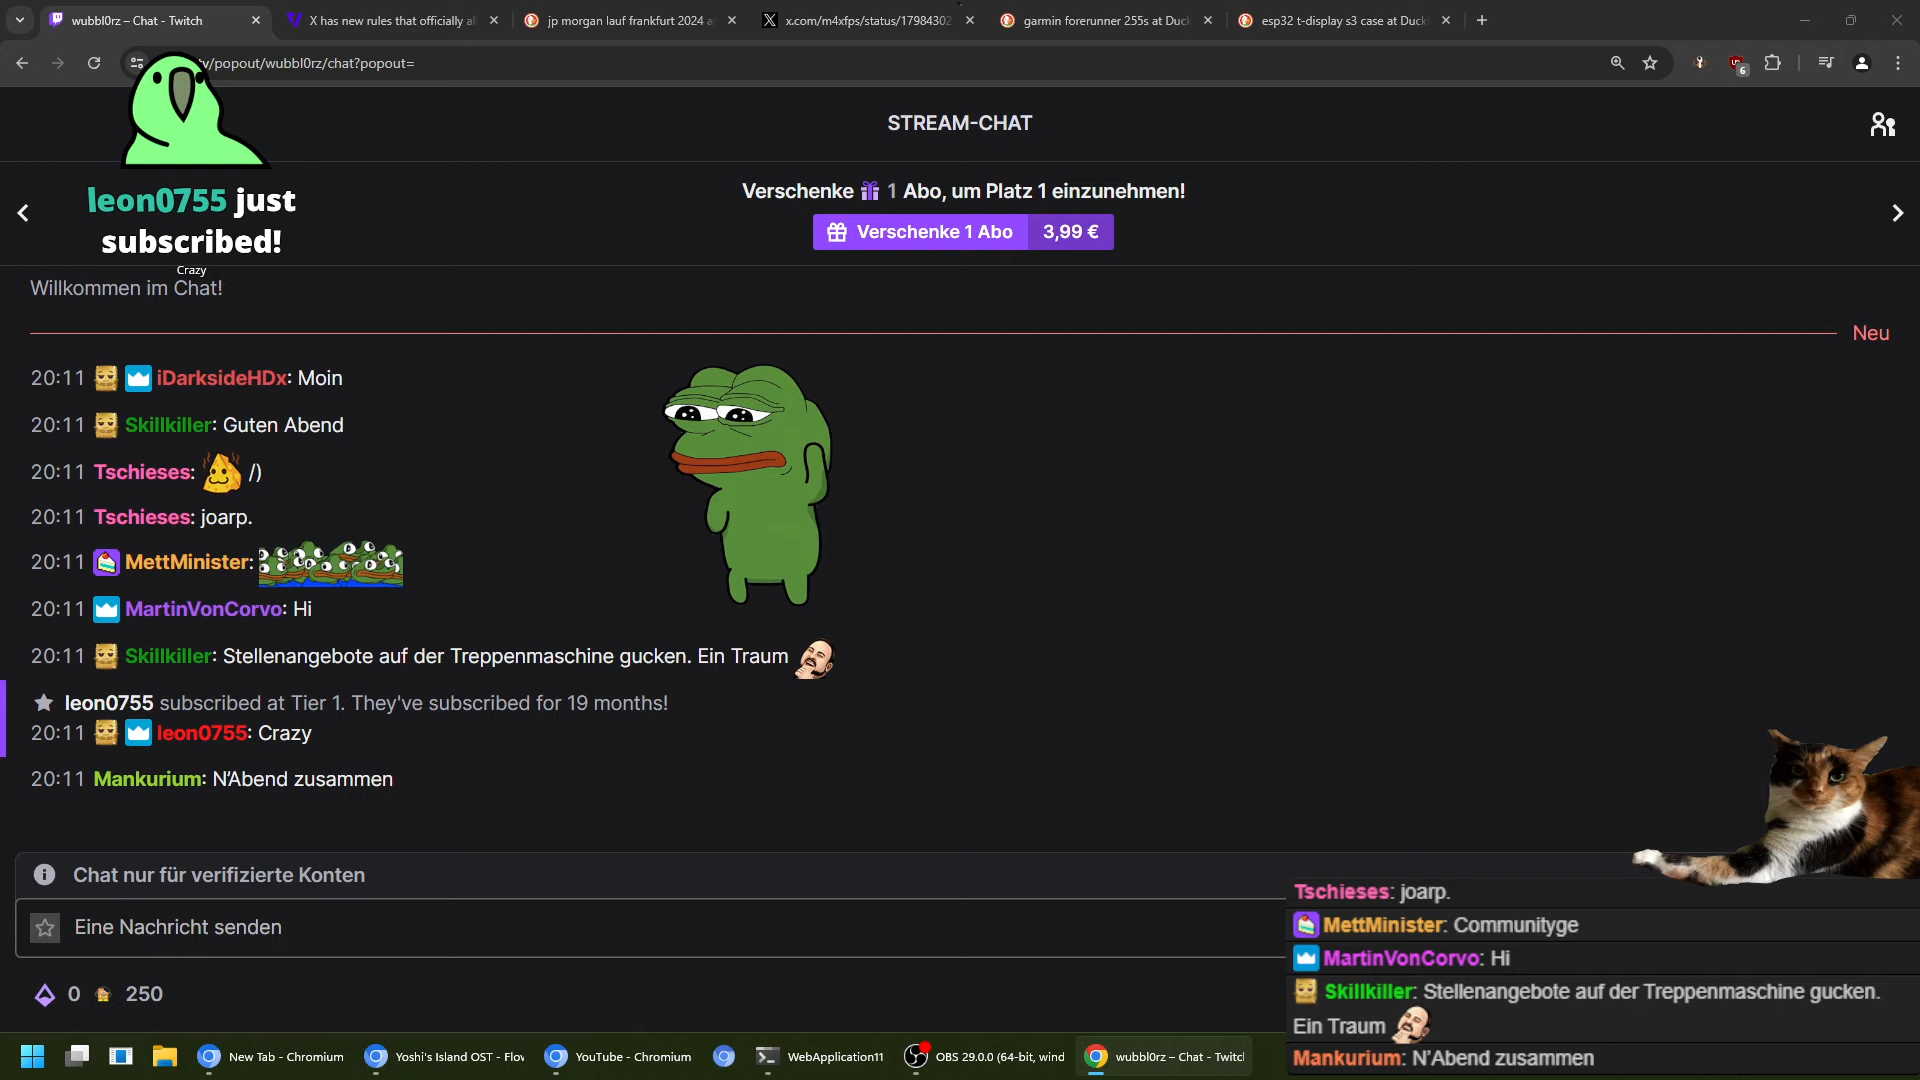 wubbl0rz – Chat - Twitch
X has new rules that officially al
jp morgan lauf frankfurt 2024 a
x.com/m4xfps/status/17984302
garmin forerunner 255s at Duck
esp32 t-display s3 case at Duck
/popout/wubbl0rz/chat?popout=
6
STREAM-CHAT
leon0755 just
subscribed!
Crazy
Verschenke 1 Abo, um Platz 1 einzunehmen!
Verschenke 1 Abo 3,99 €
Willkommen im Chat!
Neu
20:11 iDarksideHDx: Moin
20:11 Skillkiller: Guten Abend
20:11 Tschieses: /)
20:11 Tschieses: joarp.
20:11 MettMinister:
20:11 MartinVonCorvo: Hi
20:11 Skillkiller: Stellenangebote auf der Treppenmaschine gucken. Ein Traum
leon0755 subscribed at Tier 1. They've subscribed for 19 months!
20:11 leon0755: Crazy
20:11 Mankurium: N'Abend zusammen
Chat nur für verifizierte Konten
Eine Nachricht senden
0 250
Tschieses: joarp.
MettMinister: Communityge
MartinVonCorvo: Hi
Skillkiller: Stellenangebote auf der Treppenmaschine gucken.
Ein Traum
Mankurium: N'Abend zusammen
New Tab - Chromium
Yoshi's Island OST - Flow
YouTube - Chromium
WebApplication11
OBS 29.0.0 (64-bit, wind
wubbl0rz – Chat - Twitch